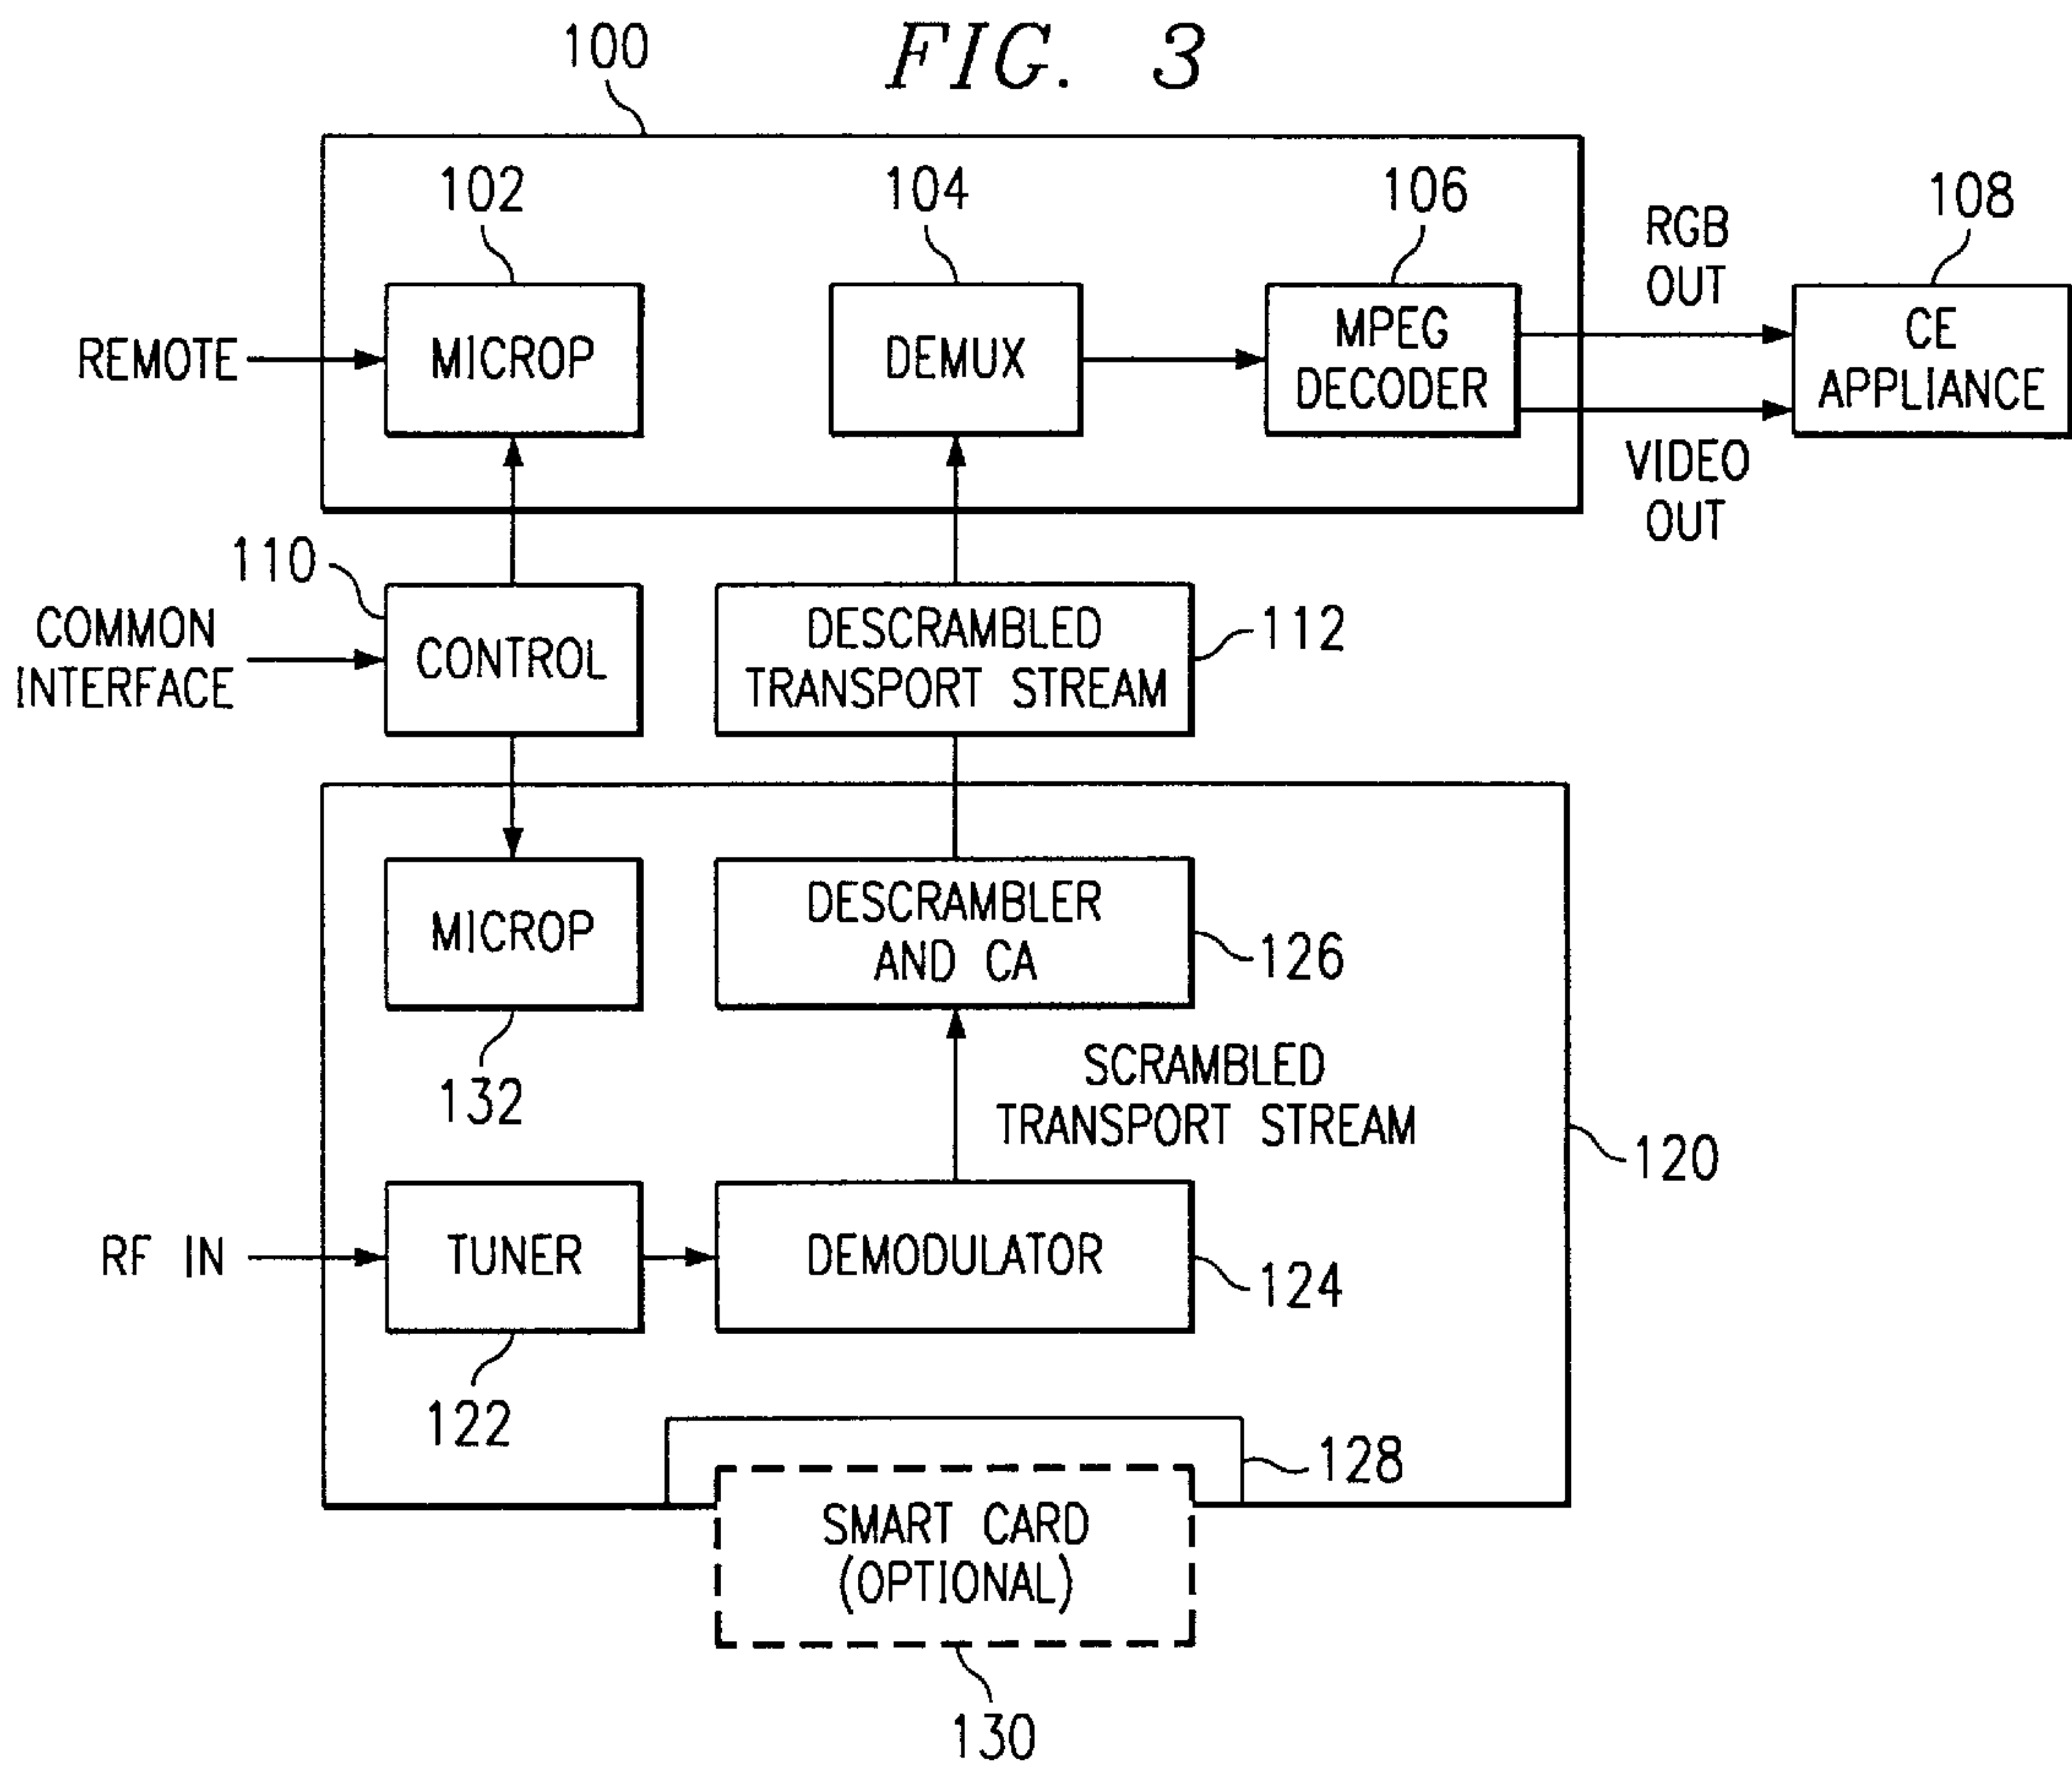 FIG. 3
100
102
104
106
108
RGB
OUT
REMOTE
MICROP
DEMUX
MPEG
DECODER
CE
APPLIANCE
VIDEO
OUT
110
COMMON
INTERFACE
CONTROL
DESCRAMBLED
TRANSPORT STREAM
112
MICROP
132
DESCRAMBLER
AND CA
126
SCRAMBLED
TRANSPORT STREAM
120
RF IN
TUNER
122
DEMODULATOR
124
128
SMART CARD
(OPTIONAL)
130